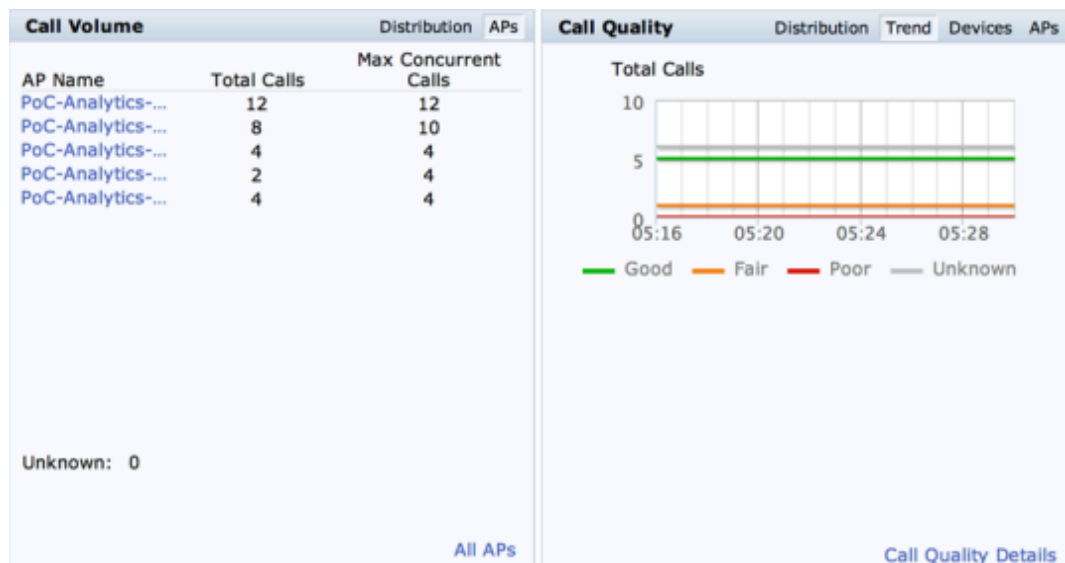 Call Volume Distribution APs
Max Concurrent
AP Name Total Calls Calls
PoC-Analytics-... 12 12
PoC-Analytics-... 8 10
PoC-Analytics-... 4 4
PoC-Analytics-... 2 4
PoC-Analytics-... 4 4
Unknown: 0
All APs
Call Quality Distribution Trend Devices APs
Total Calls
10
5
0
05:16 05:20 05:24 05:28
Good Fair Poor Unknown
Call Quality Details